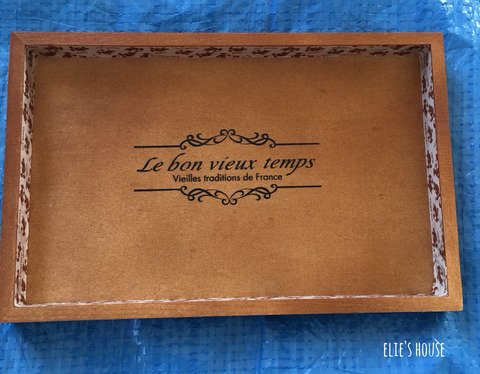 Le bon vieux temps
Vieilles traditions de France
ELIE'S HOUSE